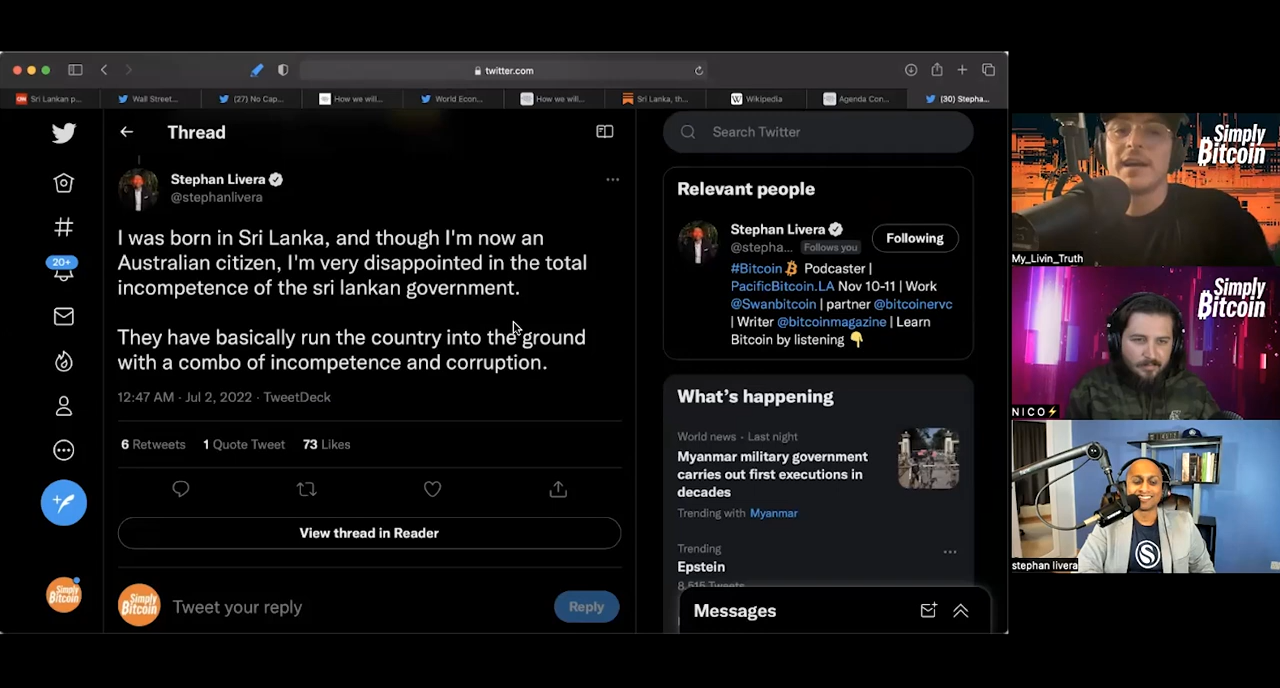 twitter.com
CNN Sri Lankan p...
Wall Street...
(27) No Cap...
How we will...
World Econ...
How we will...
Sri Lanka, th...
W Wikipedia
Agenda Con...
(30) Stepha...
Thread
Stephan Livera
@stephanlivera
I was born in Sri Lanka, and though I'm now an
Australian citizen, I'm very disappointed in the total
incompetence of the sri lankan government.
They have basically run the country into the ground
with a combo of incompetence and corruption.
12:47 AM · Jul 2, 2022 · TweetDeck
6 Retweets 1 Quote Tweet 73 Likes
View thread in Reader
Simply
Bitcoin
Tweet your reply
Reply
20+
Simply
Bitcoin
Search Twitter
Relevant people
Stephan Livera
@stepha... Follows you
Following
#Bitcoin Podcaster |
PacificBitcoin.LA Nov 10-11 | Work
@Swanbitcoin | partner @bitcoinervc
| Writer @bitcoinmagazine | Learn
Bitcoin by listening 👇
What's happening
World news · Last night
Myanmar military government
carries out first executions in
decades
Trending with Myanmar
Trending
Epstein
8,515 Tweets
Messages
Simply
Bitcoin
My_Livin_Truth
Simply
Bitcoin
NICO⚡
stephan livera